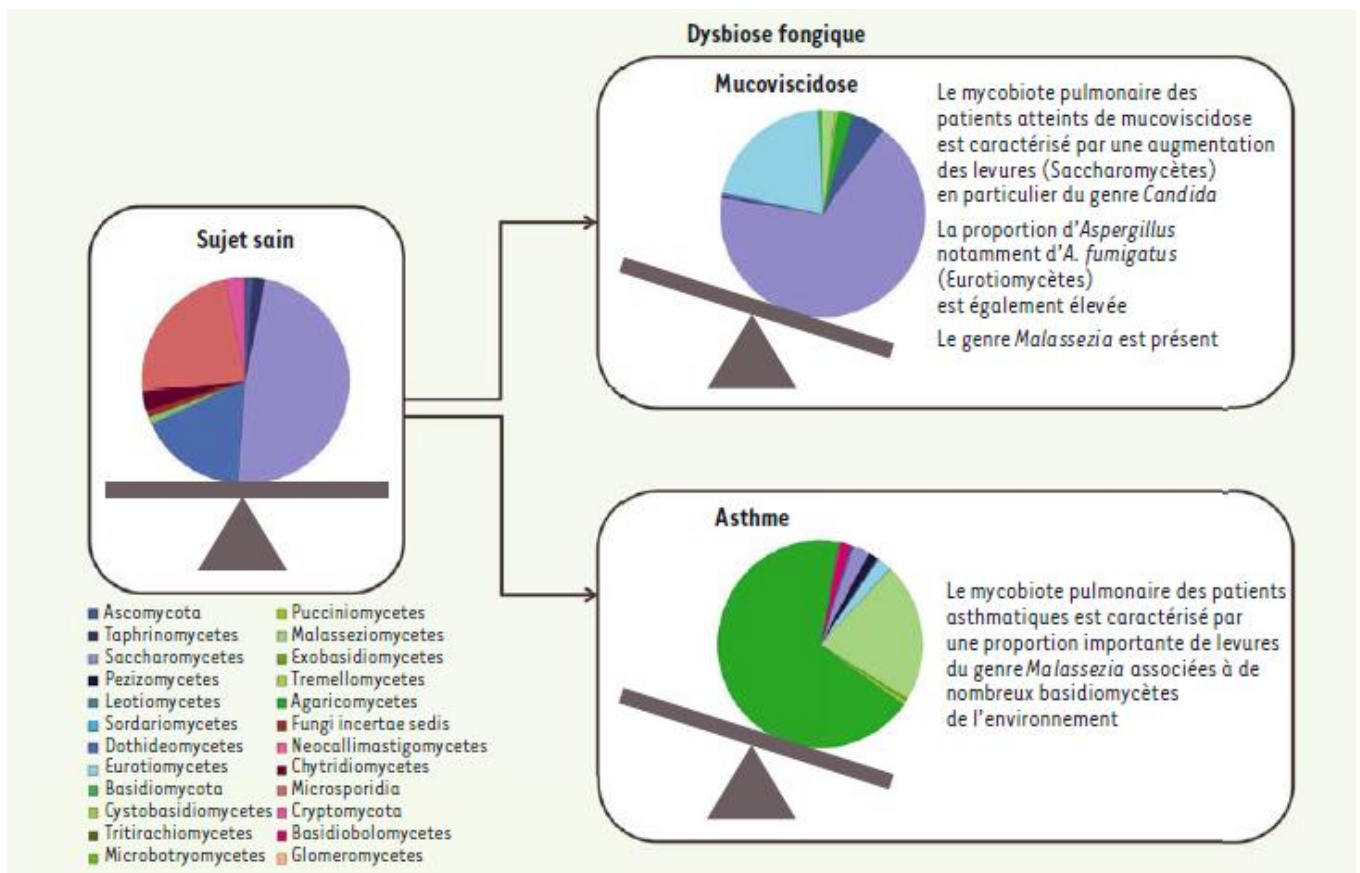 Dysbiose fongique
Mucoviscidose
Le mycobiote pulmonaire des
patients atteints de mucoviscidose
est caractérisé par une augmentation
des levures (Saccharomycètes)
en particulier du genre Candida
La proportion d'Aspergillus
notamment d'A. fumigatus
(Eurotiomycètes)
est également élevée
Le genre Malassezia est présent
Sujet sain
Asthme
Le mycobiote pulmonaire des patients
asthmatiques est caractérisé par
une proportion importante de levures
du genre Malassezia associées à de
nombreux basidiomycètes
de l'environnement
Ascomycota
Taphrinomycetes
Saccharomycetes
Pezizomycetes
Leotiomycetes
Sordariomycetes
Dothideomycetes
Eurotiomycetes
Basidiomycota
Cystobasidiomycetes
Tritirachiomycetes
Microbotryomycetes
Pucciniomycetes
Malasseziomycetes
Exobasidiomycetes
Tremellomycetes
Agaricomycetes
Fungi incertae sedis
Neocallimastigomycetes
Chytridiomycetes
Microsporidia
Cryptomycota
Basidiobolomycetes
Glomeromycetes